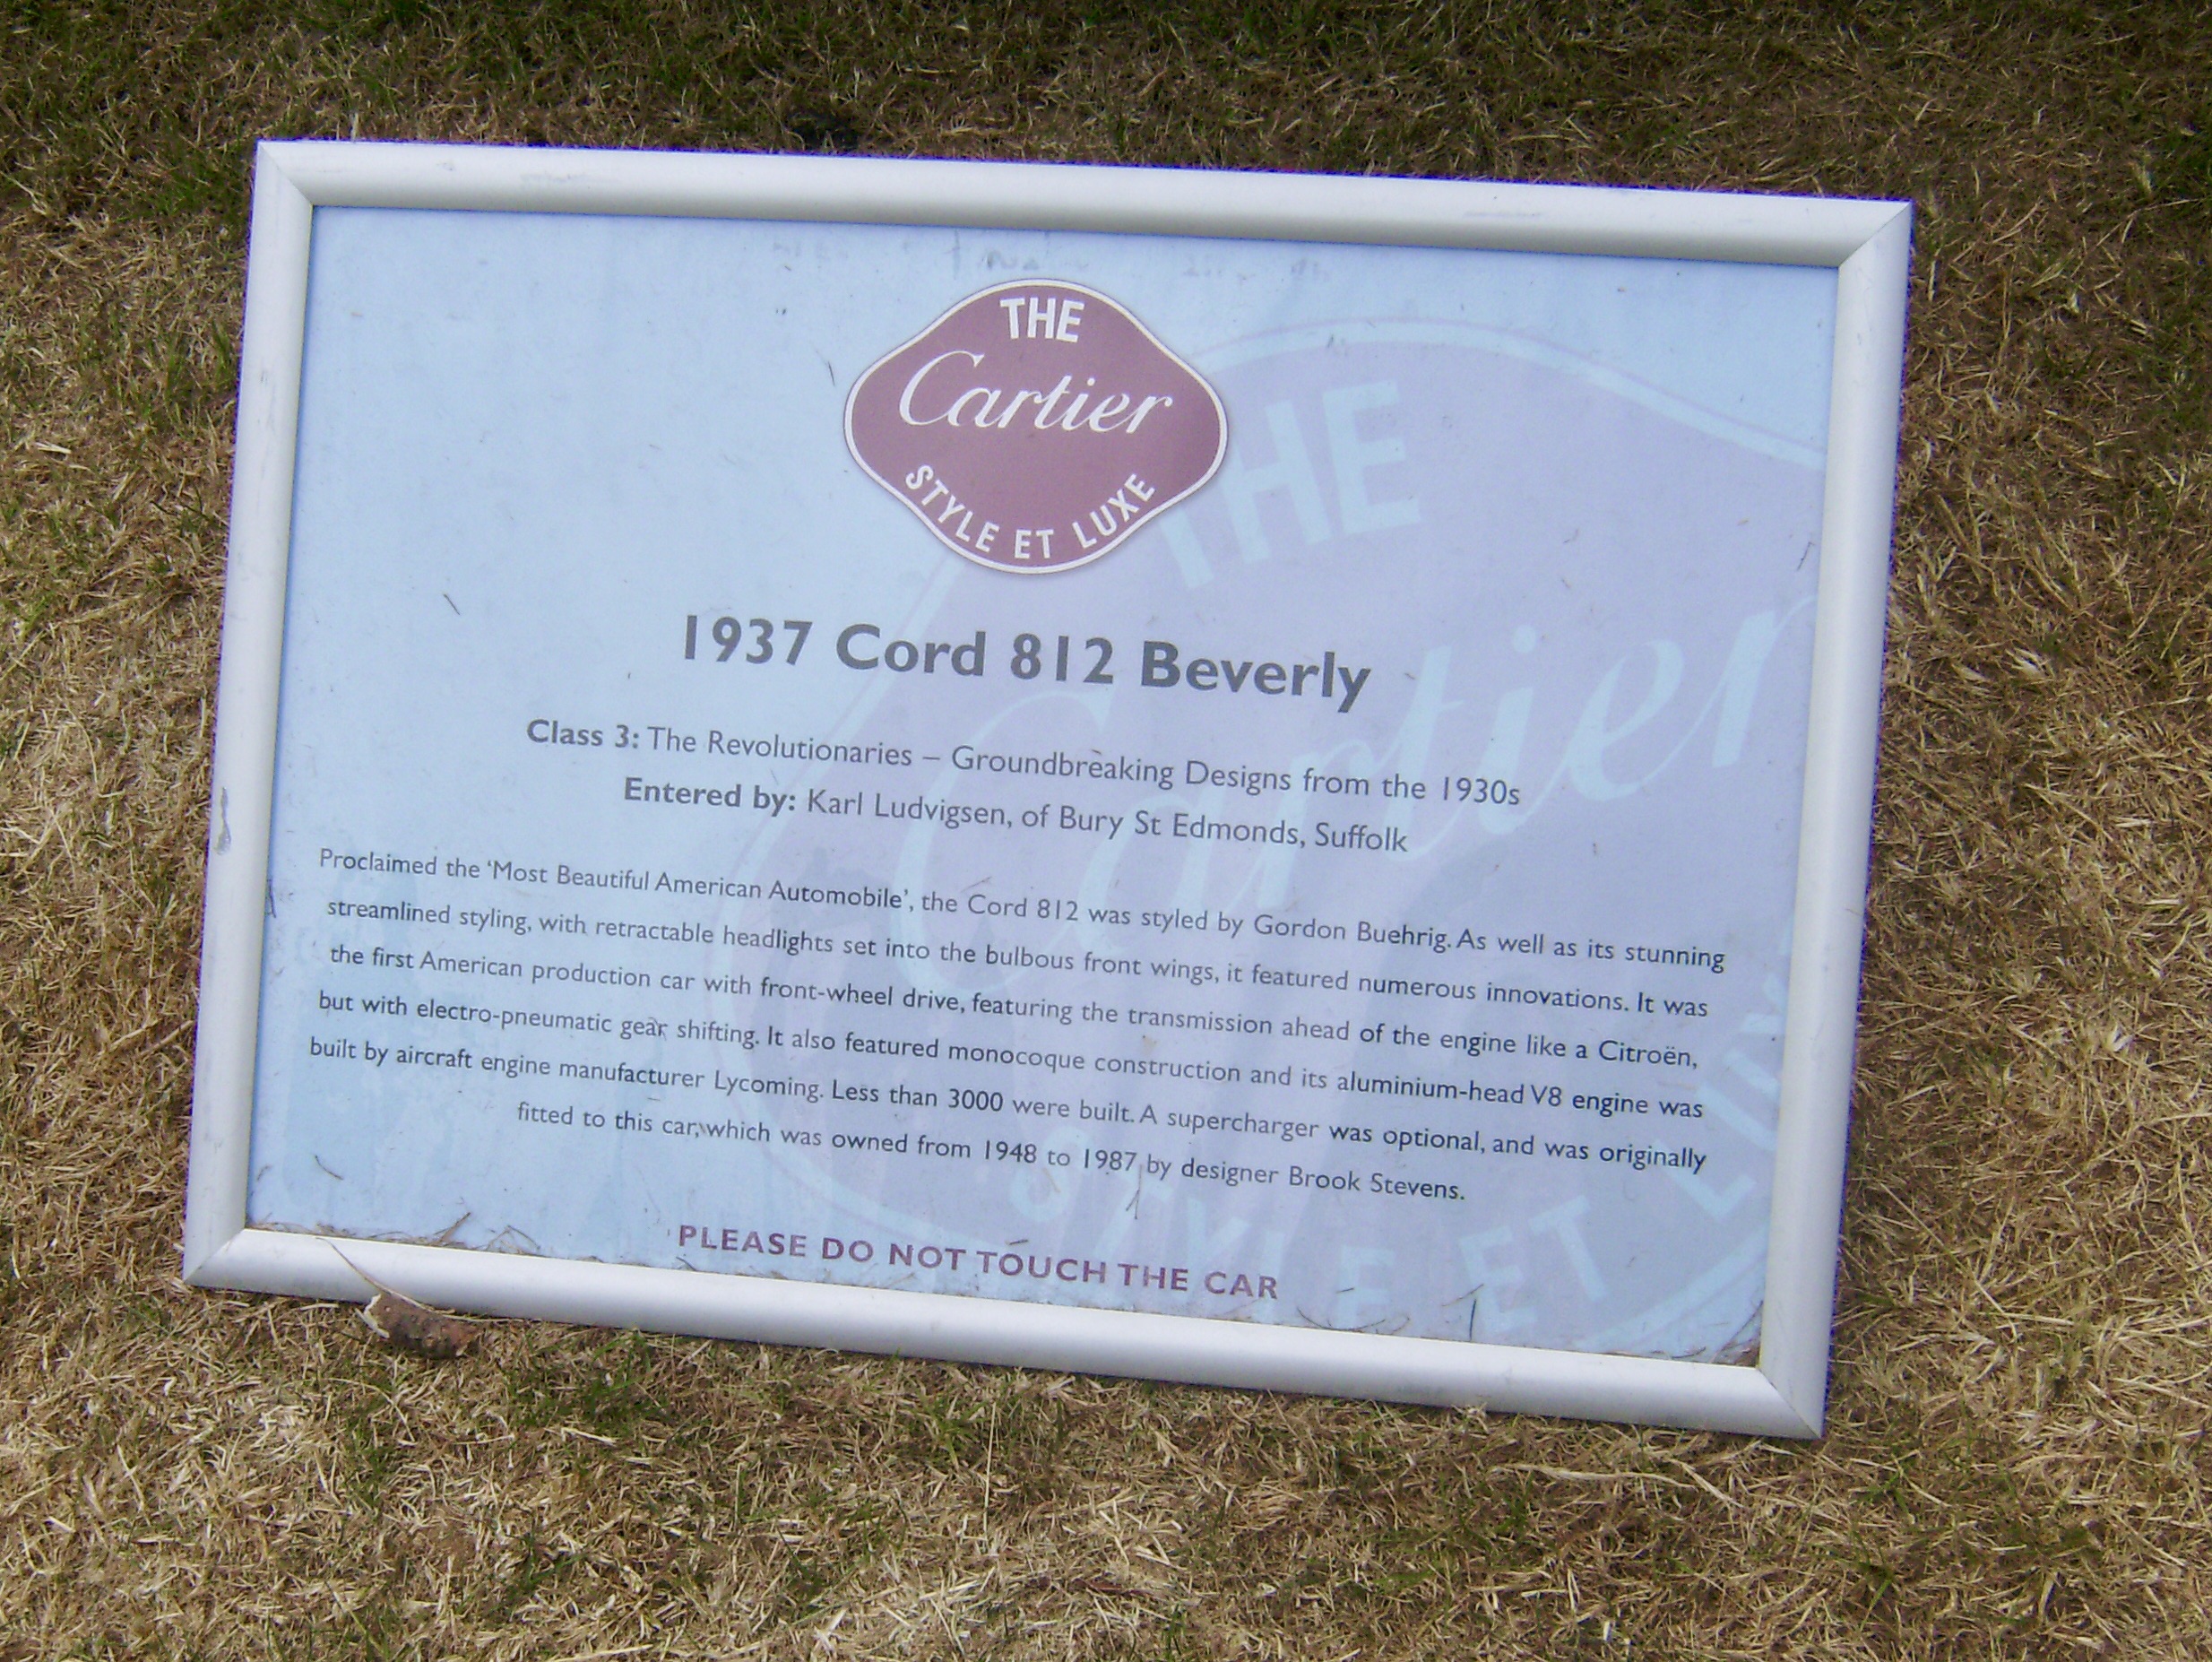 THE
Cartier
STYLE ET LUXE
1937 Cord 812 Beverly
Class 3: The Revolutionaries – Groundbreaking Designs from the 1930s
Entered by: Karl Ludvigsen, of Bury St Edmonds, Suffolk
Proclaimed the ‘Most Beautiful American Automobile’, the Cord 812 was styled by Gordon Buehrig. As well as its stunning
streamlined styling, with retractable headlights set into the bulbous front wings, it featured numerous innovations. It was
the first American production car with front-wheel drive, featuring the transmission ahead of the engine like a Citroën,
but with electro-pneumatic gear shifting. It also featured monocoque construction and its aluminium-head V8 engine was
built by aircraft engine manufacturer Lycoming. Less than 3000 were built. A supercharger was optional, and was originally
fitted to this car, which was owned from 1948 to 1987 by designer Brook Stevens.
PLEASE DO NOT TOUCH THE CAR
THE
Cartier
STYLE ET LUXE